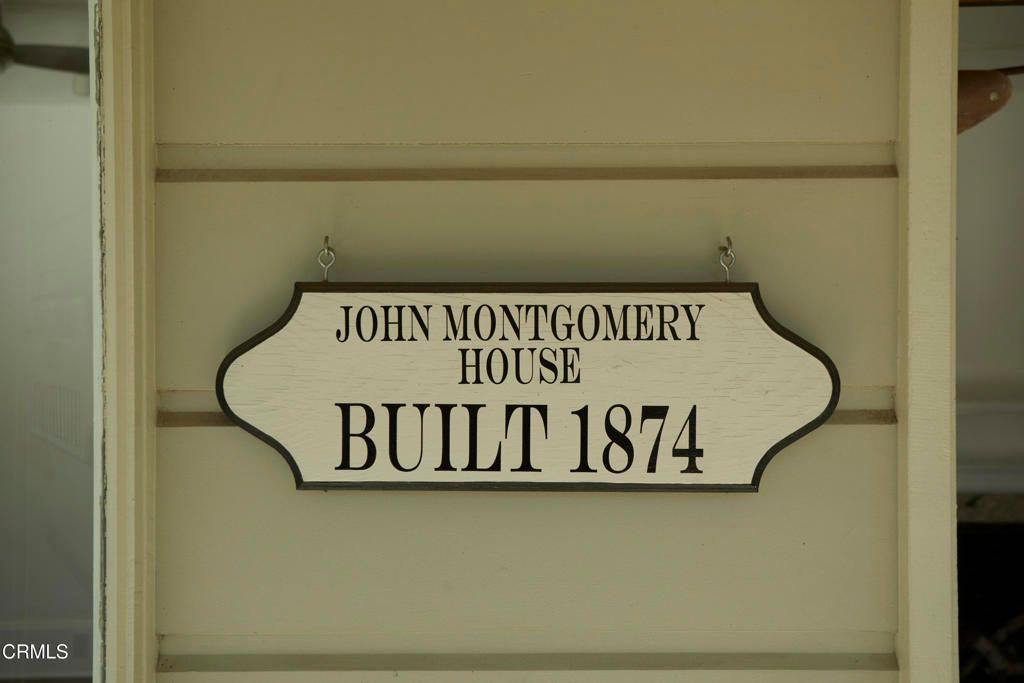 JOHN MONTGOMERY
HOUSE
BUILT 1874
CRMLS